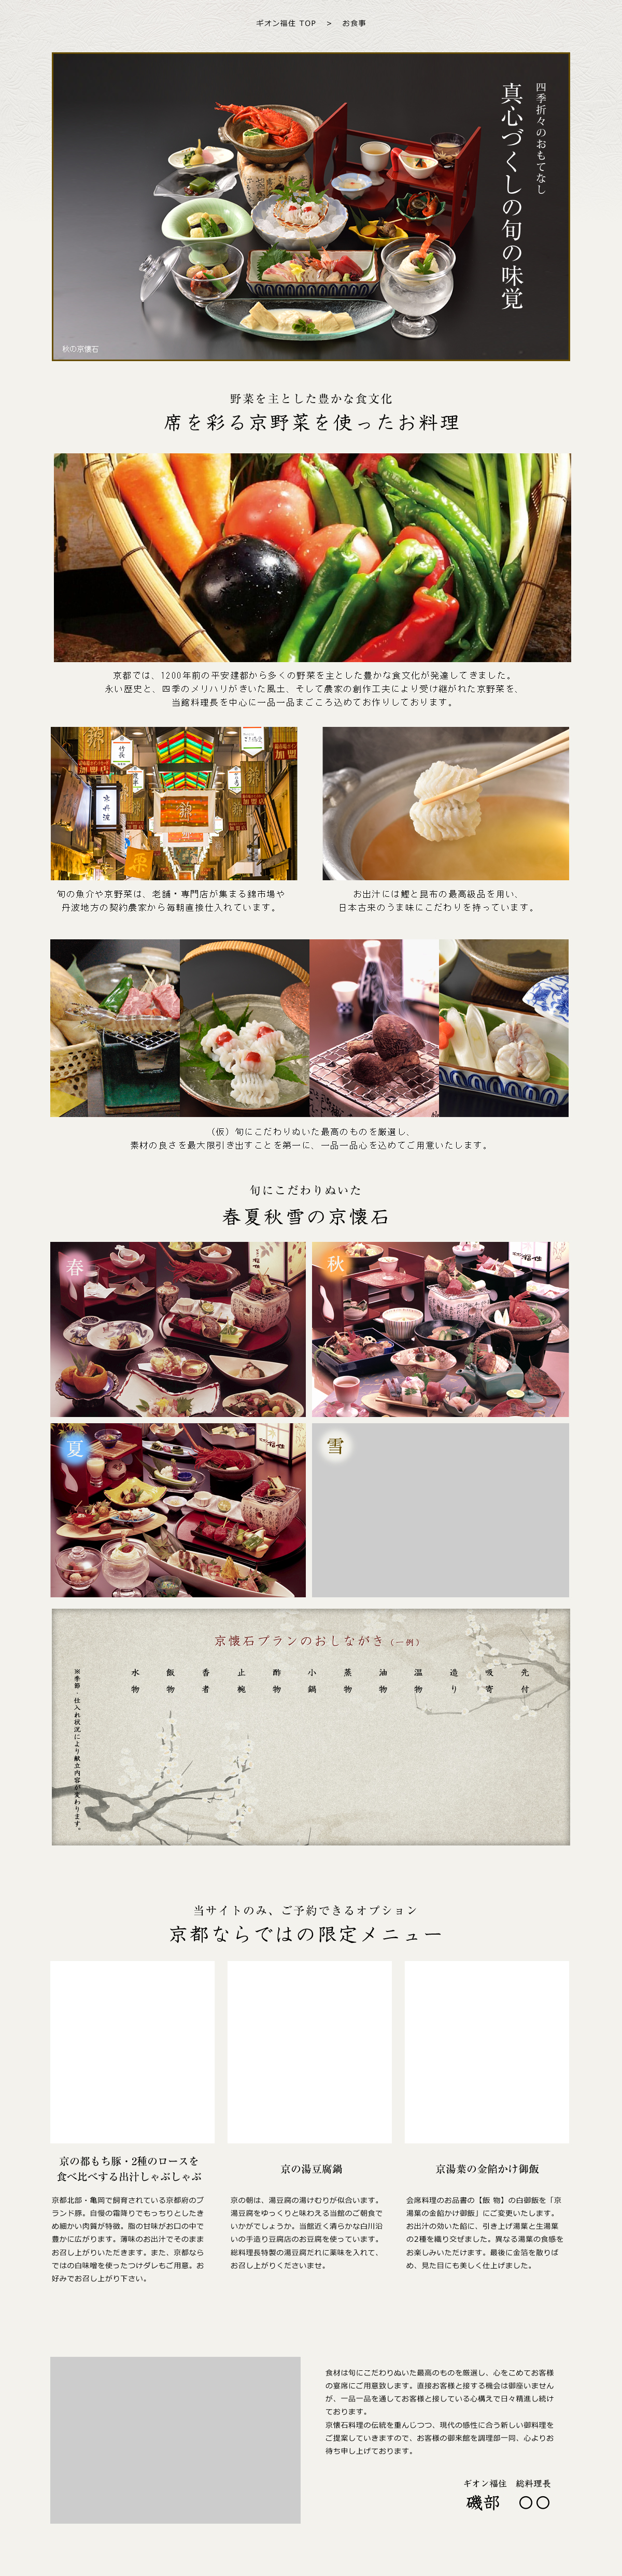 ギオン福住 TOP　>　お食事
四季折々のおもてなし
真心づくしの旬の味覚
秋の京懐石
野菜を主とした豊かな食文化
席を彩る京野菜を使ったお料理
京都では、1200年前の平安建都から多くの野菜を主とした豊かな食文化が発達してきました。
永い歴史と、四季のメリハリがきいた風土、そして農家の創作工夫により受け継がれた京野菜を、
当館料理長を中心に一品一品まごころ込めてお作りしております。
旬の魚介や京野菜は、老舗・専門店が集まる錦市場や
丹波地方の契約農家から毎朝直接仕入れています。
お出汁には鰹と昆布の最高級品を用い、
日本古来のうま味にこだわりを持っています。
（仮）旬にこだわりぬいた最高のものを厳選し、
素材の良さを最大限引き出すことを第一に、一品一品心を込めてご用意いたします。
旬にこだわりぬいた
春夏秋雪の京懐石
春
秋
夏
雪
京懐石プランのおしながき（一例）
先付
吸寄
造り
温物
油物
蒸物
小鍋
酢物
止椀
香者
飯物
水物
※季節・仕入れ状況により献立内容が変わります。
当サイトのみ、ご予約できるオプション
京都ならではの限定メニュー
京の都もち豚・2種のロースを
食べ比べする出汁しゃぶしゃぶ
京都北部・亀岡で飼育されている京都府のブ
ランド豚。自慢の霜降りでもっちりとしたき
め細かい肉質が特徴。脂の甘味がお口の中で
豊かに広がります。薄味のお出汁でそのまま
お召し上がりいただきます。また、京都なら
ではの白味噌を使ったつけダレもご用意。お
好みでお召し上がり下さい。
京の湯豆腐鍋
京の朝は、湯豆腐の湯けむりが似合います。
湯豆腐をゆっくりと味わえる当館のご朝食で
いかがでしょうか。当館近く清らかな白川沿
いの手造り豆腐店のお豆腐を使っています。
総料理長特製の湯豆腐だれに薬味を入れて、
お召し上がりくださいませ。
京湯葉の金餡かけ御飯
会席料理のお品書の【飯 物】の白御飯を「京
湯葉の金餡かけ御飯」にご変更いたします。
お出汁の効いた餡に、引き上げ湯葉と生湯葉
の2種を織り交ぜました。異なる湯葉の食感を
お楽しみいただけます。最後に金箔を散りば
め、見た目にも美しく仕上げました。
食材は旬にこだわりぬいた最高のものを厳選し、心をこめてお客様
の宴席にご用意致します。直接お客様と接する機会は御座いません
が、一品一品を通してお客様と接している心構えで日々精進し続け
ております。
京懐石料理の伝統を重んじつつ、現代の感性に合う新しい御料理を
ご提案していきますので、お客様の御来館を調理部一同、心よりお
待ち申し上げております。
ギオン福住　総料理長
磯部　〇〇